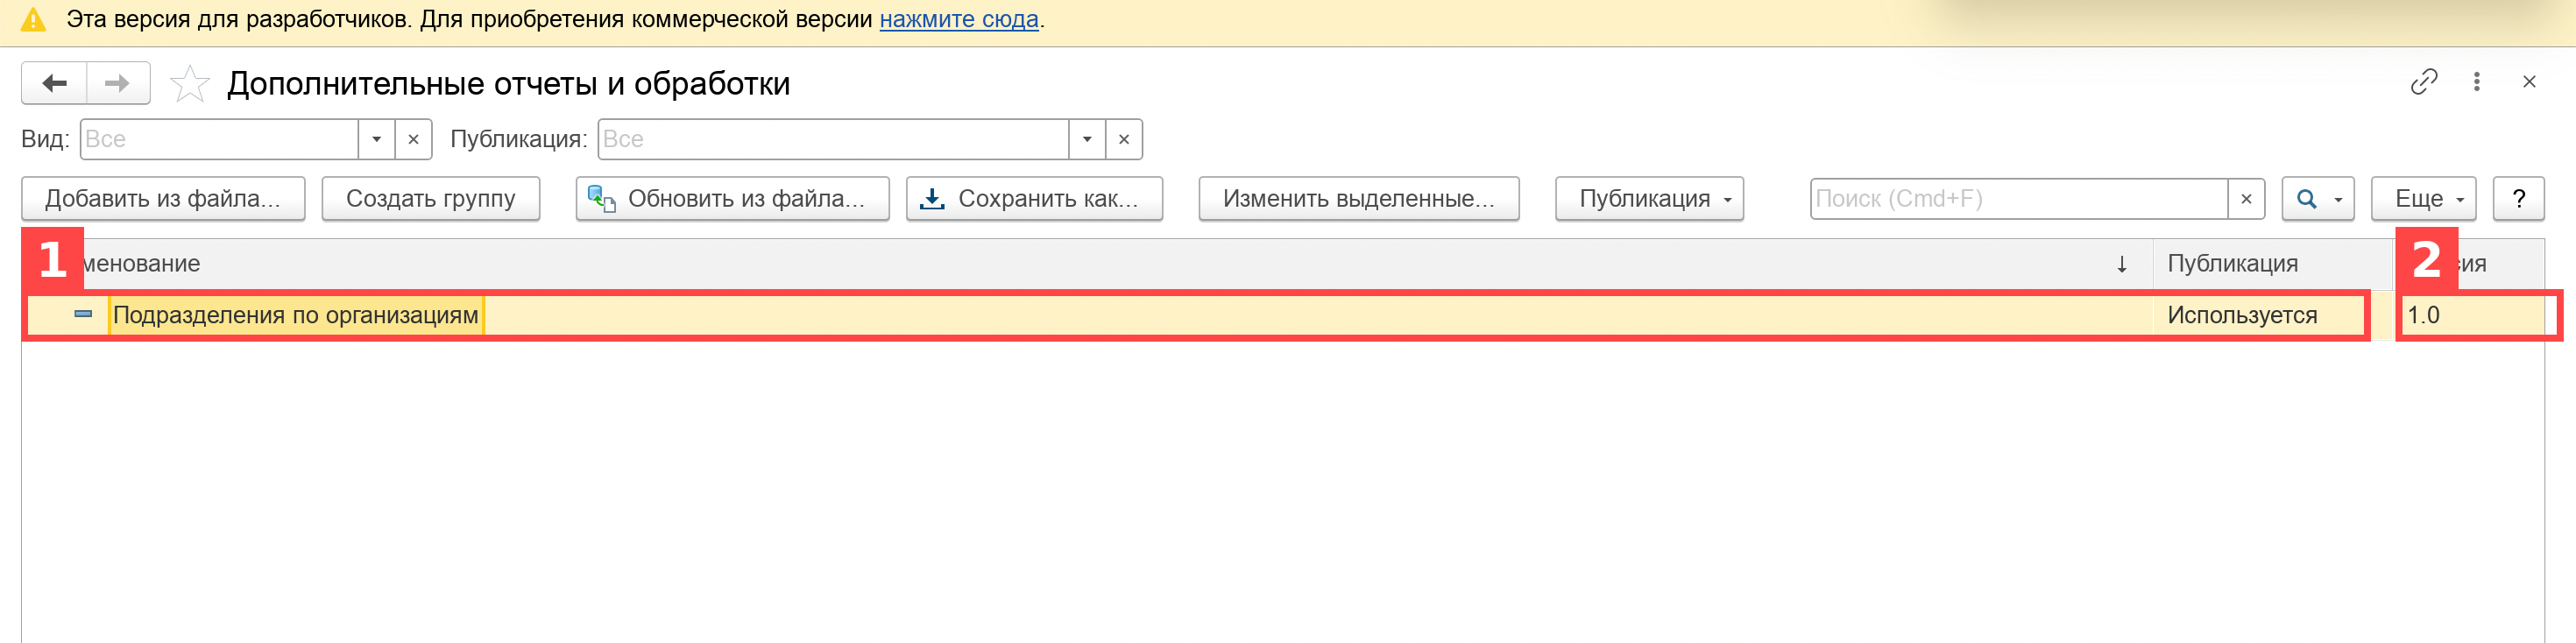 Эта версия для разработчиков. Для приобретения коммерческой версии нажмите сюда.
Дополнительные отчеты и обработки
Вид: Все Публикация: Все
Добавить из файла... Создать группу Обновить из файла... Сохранить как... Изменить выделенные... Публикация Поиск (Cmd+F) Еще ?
1 менование Публикация 2 сия
Подразделения по организациям Используется 1.0